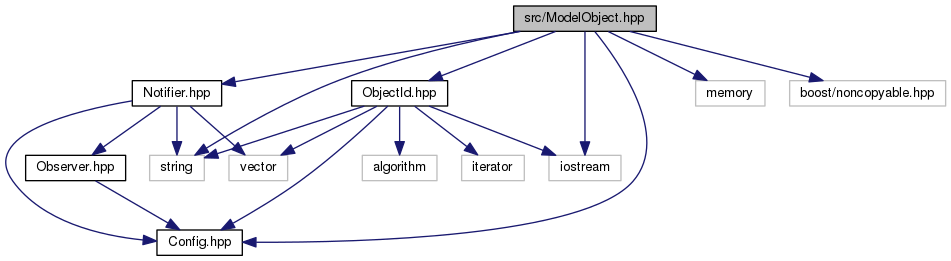 src/ModelObject.hpp
Notifier.hpp
ObjectId.hpp
memory
boost/noncopyable.hpp
Observer.hpp
string
vector
algorithm
iterator
iostream
Config.hpp